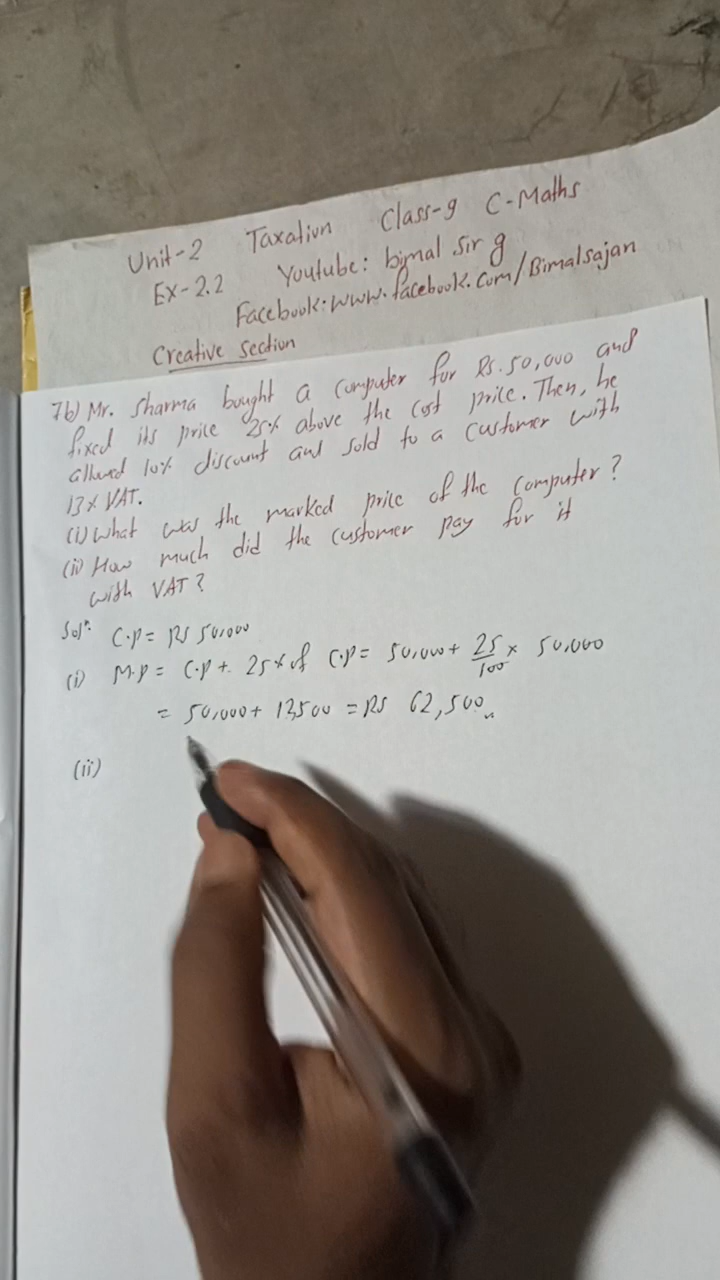 Unit-2 Taxation Class-9 C-Maths
Ex-2.2 Youtube: bimal sir g
Facebook:www.facebook.com/Bimalsajan
Creative section
7b) Mr. Sharma bought a computer for Rs.50,000 and
fixed its price 25% above the cost price. Then, he
allowed 10% discount and sold to a customer with
13% VAT.
(i) What was the marked price of the computer?
(ii) How much did the customer pay for it
with VAT?
Solⁿ. C.P = Rs 50,000
(i) M.P = C.P + 25% of C.P = 50,000 + 25/100 × 50,000
= 50,000 + 12500 = Rs 62,500
(ii)